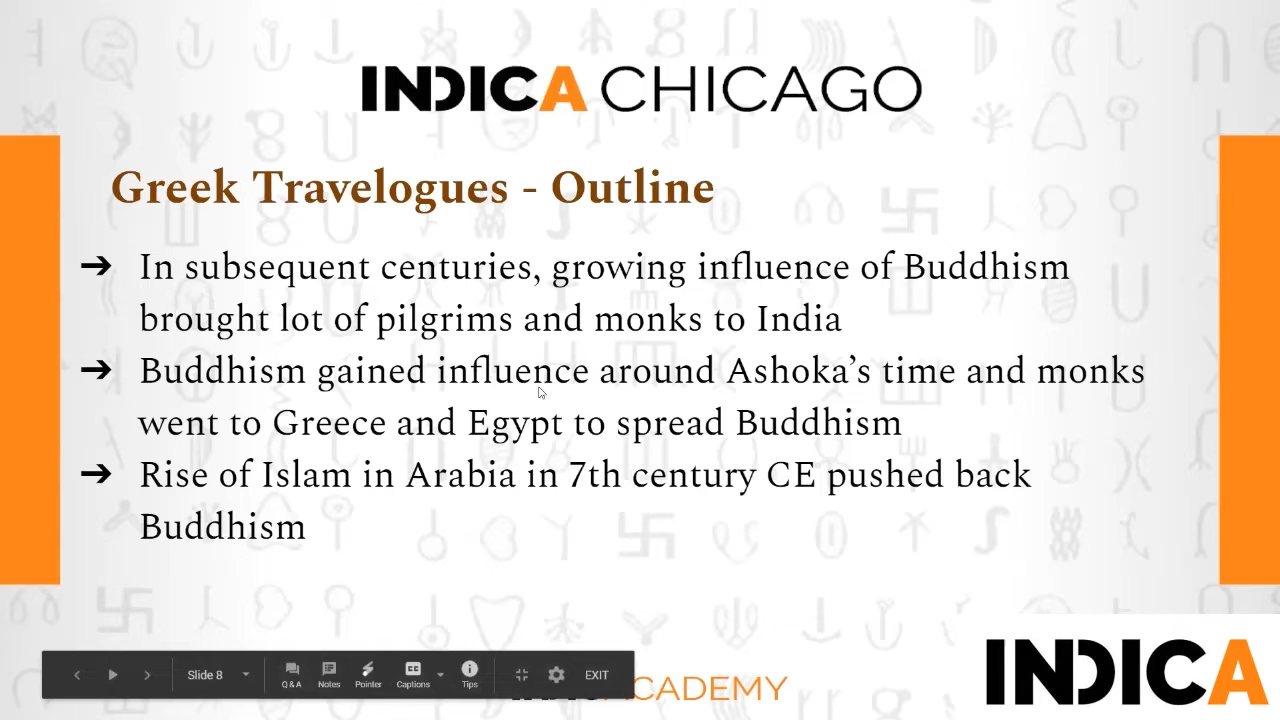 INDICA CHICAGO
Greek Travelogues - Outline
➔ In subsequent centuries, growing influence of Buddhism
brought lot of pilgrims and monks to India
➔ Buddhism gained influence around Ashoka’s time and monks
went to Greece and Egypt to spread Buddhism
➔ Rise of Islam in Arabia in 7th century CE pushed back
Buddhism
INDICA
Slide 8
Q & A Notes Pointer CC Captions Tips EXIT
ACADEMY